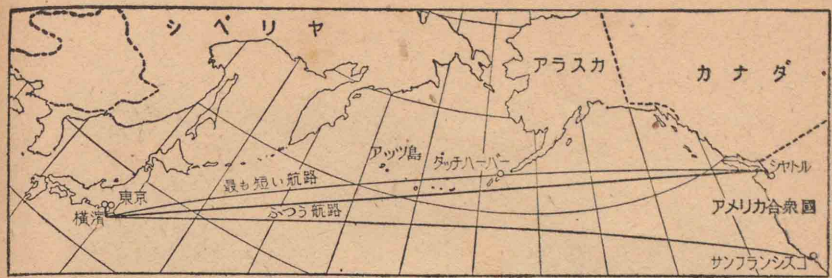 シベリヤ
アラスカ
カナダ
アッツ島
ダッチハーバー
シヤトル
最も短い航路
東京
横濱
ふつう航路
アメリカ合衆國
サンフランシスコ